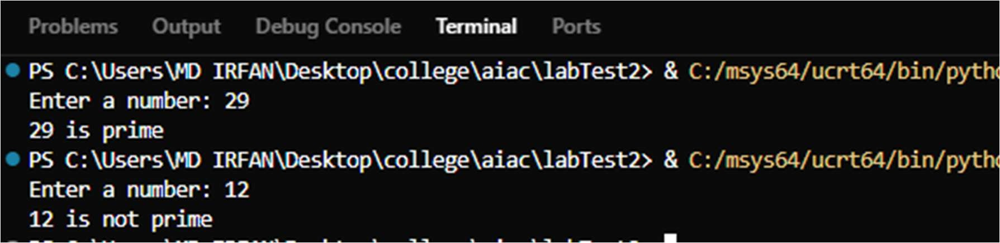 Problems Output Debug Console Terminal Ports
PS C:\Users\MD IRFAN\Desktop\college\aiac\labTest2> & C:/msys64/ucrt64/bin/pytho
Enter a number: 29
29 is prime
PS C:\Users\MD IRFAN\Desktop\college\aiac\labTest2> & C:/msys64/ucrt64/bin/pytho
Enter a number: 12
12 is not prime